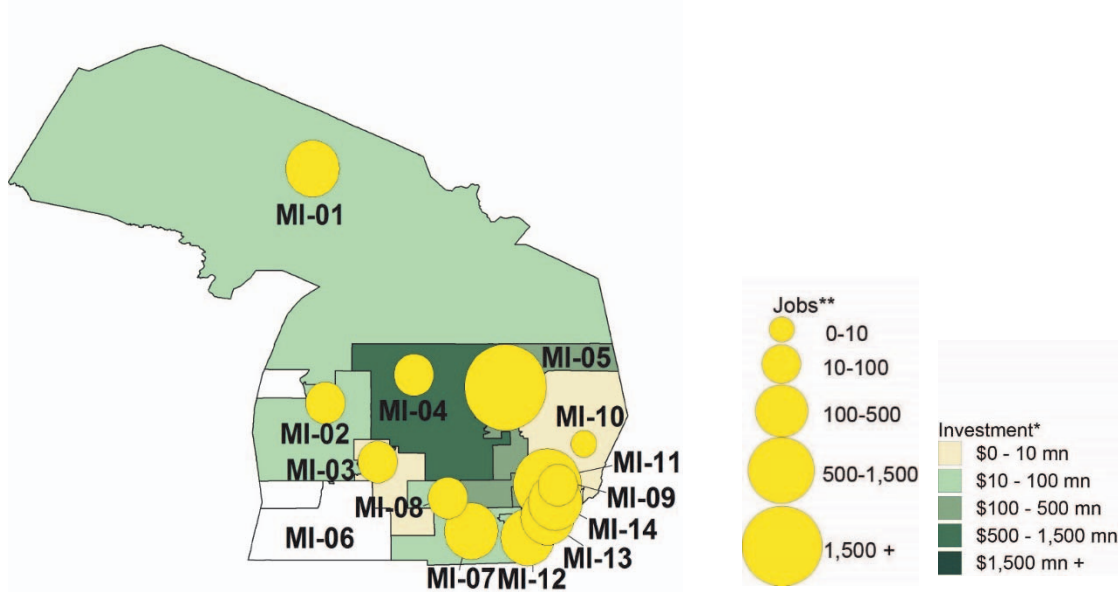 MI-01
MI-05
MI-04
MI-10
MI-02
MI-11
MI-03
MI-09
MI-08
MI-14
MI-06
MI-13
MI-07
MI-12
Jobs**
0-10
10-100
100-500
500-1,500
1,500 +
Investment*
$0 - 10 mn
$10 - 100 mn
$100 - 500 mn
$500 - 1,500 mn
$1,500 mn +